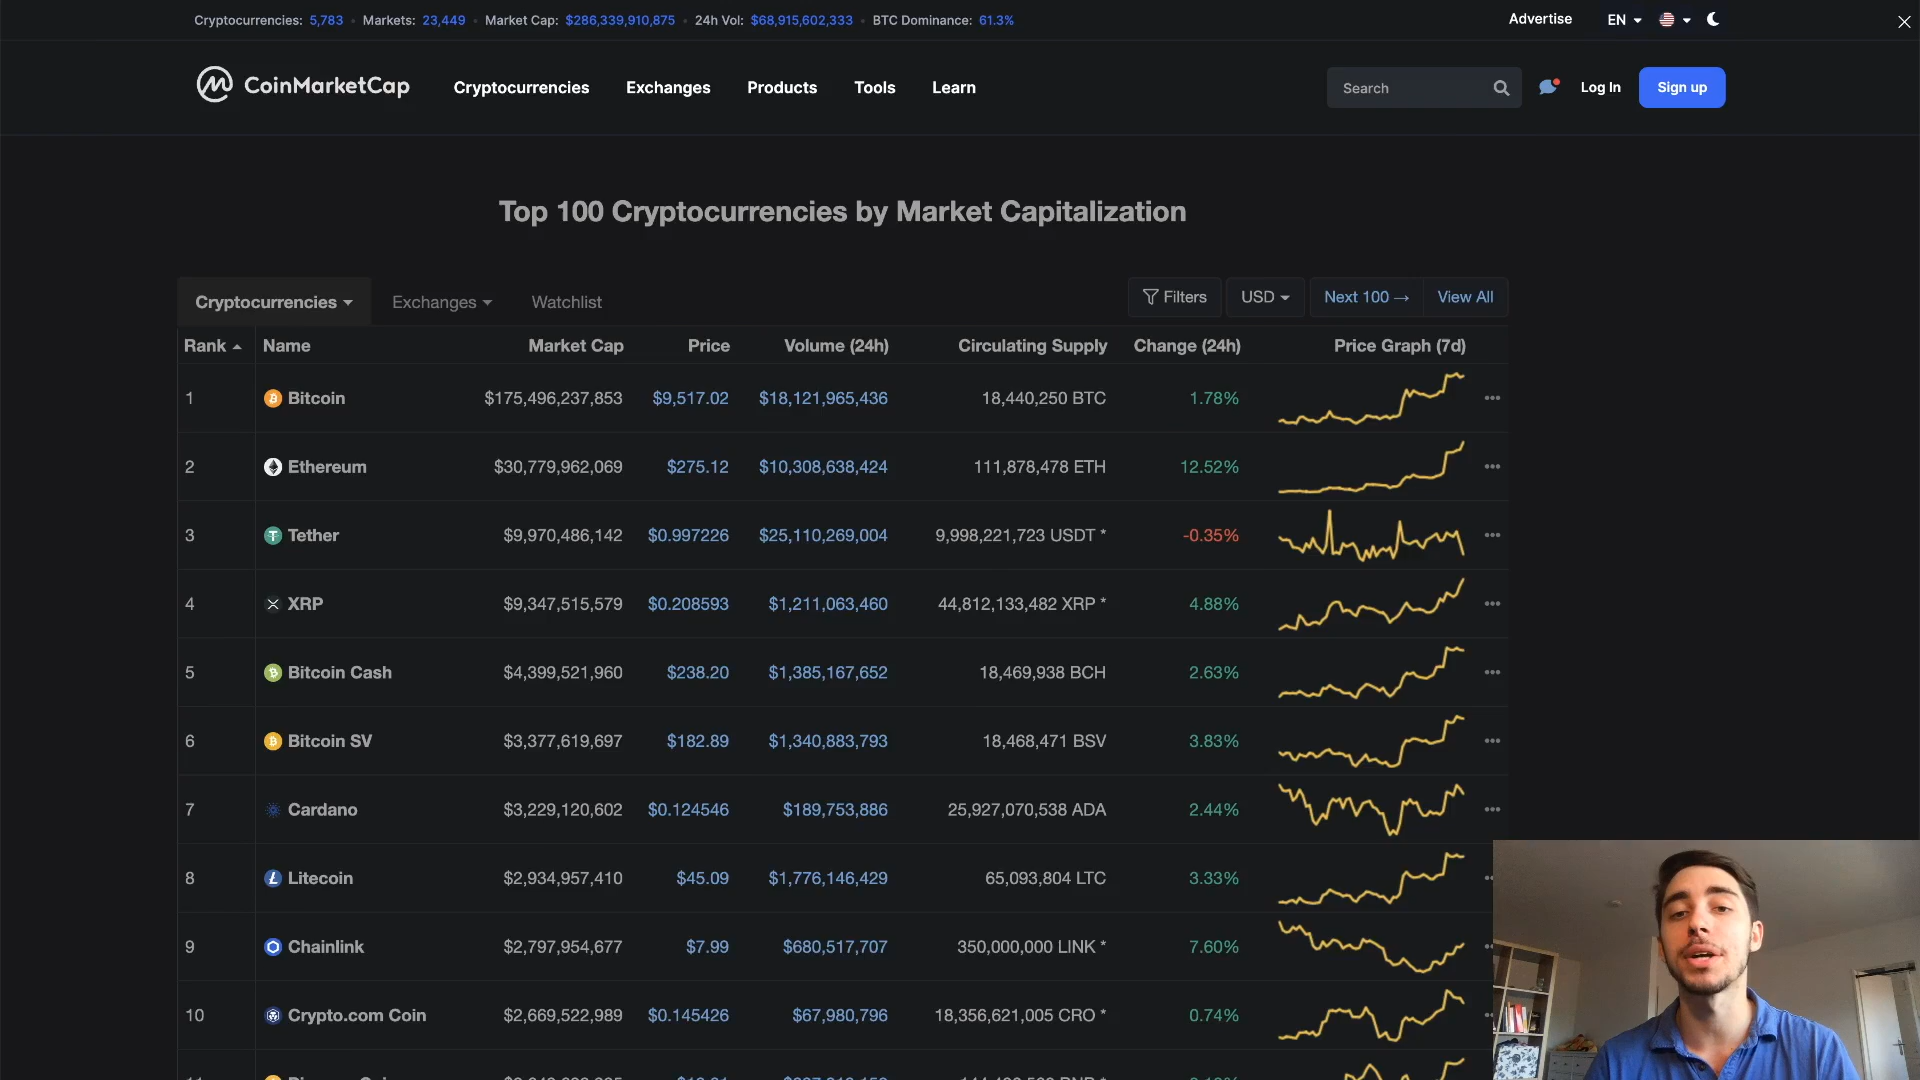 Cryptocurrencies: 5,783 • Markets: 23,449 • Market Cap: $286,339,910,875 • 24h Vol: $68,915,602,333 • BTC Dominance: 61.3%
Advertise EN
CoinMarketCap Cryptocurrencies Exchanges Products Tools Learn Search Log In Sign up
Top 100 Cryptocurrencies by Market Capitalization
Cryptocurrencies Exchanges Watchlist Filters USD Next 100 → View All
Rank Name Market Cap Price Volume (24h) Circulating Supply Change (24h) Price Graph (7d)
1 Bitcoin $175,496,237,853 $9,517.02 $18,121,965,436 18,440,250 BTC 1.78%
2 Ethereum $30,779,962,069 $275.12 $10,308,638,424 111,878,478 ETH 12.52%
3 Tether $9,970,486,142 $0.997226 $25,110,269,004 9,998,221,723 USDT * -0.35%
4 XRP $9,347,515,579 $0.208593 $1,211,063,460 44,812,133,482 XRP * 4.88%
5 Bitcoin Cash $4,399,521,960 $238.20 $1,385,167,652 18,469,938 BCH 2.63%
6 Bitcoin SV $3,377,619,697 $182.89 $1,340,883,793 18,468,471 BSV 3.83%
7 Cardano $3,229,120,602 $0.124546 $189,753,886 25,927,070,538 ADA 2.44%
8 Litecoin $2,934,957,410 $45.09 $1,776,146,429 65,093,804 LTC 3.33%
9 Chainlink $2,797,954,677 $7.99 $680,517,707 350,000,000 LINK * 7.60%
10 Crypto.com Coin $2,669,522,989 $0.145426 $67,980,796 18,356,621,005 CRO * 0.74%